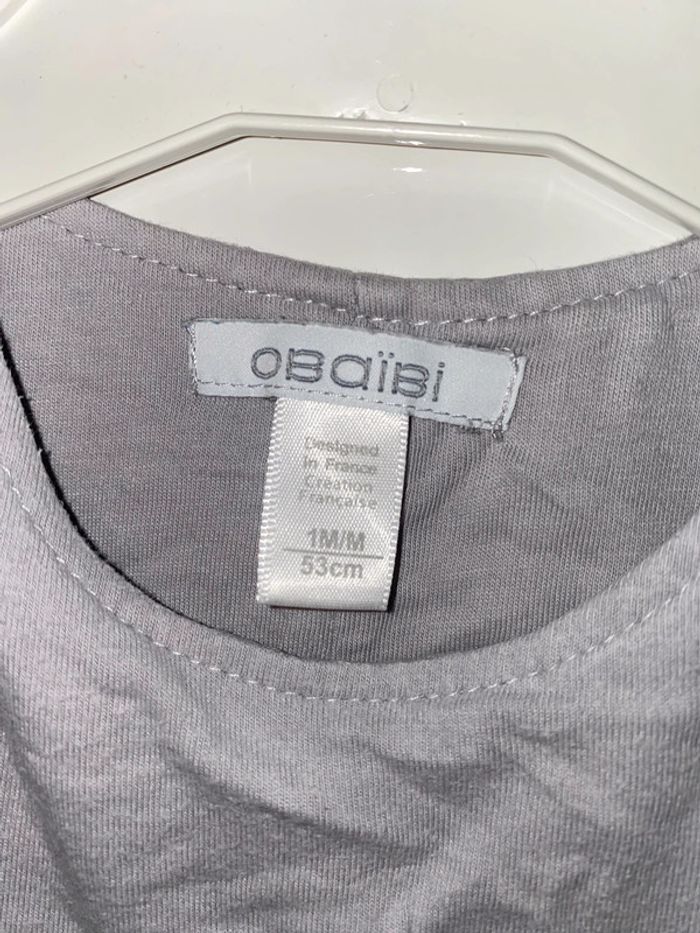 OBaïBi
Designed
in France
Création
Française
1M/M
53cm